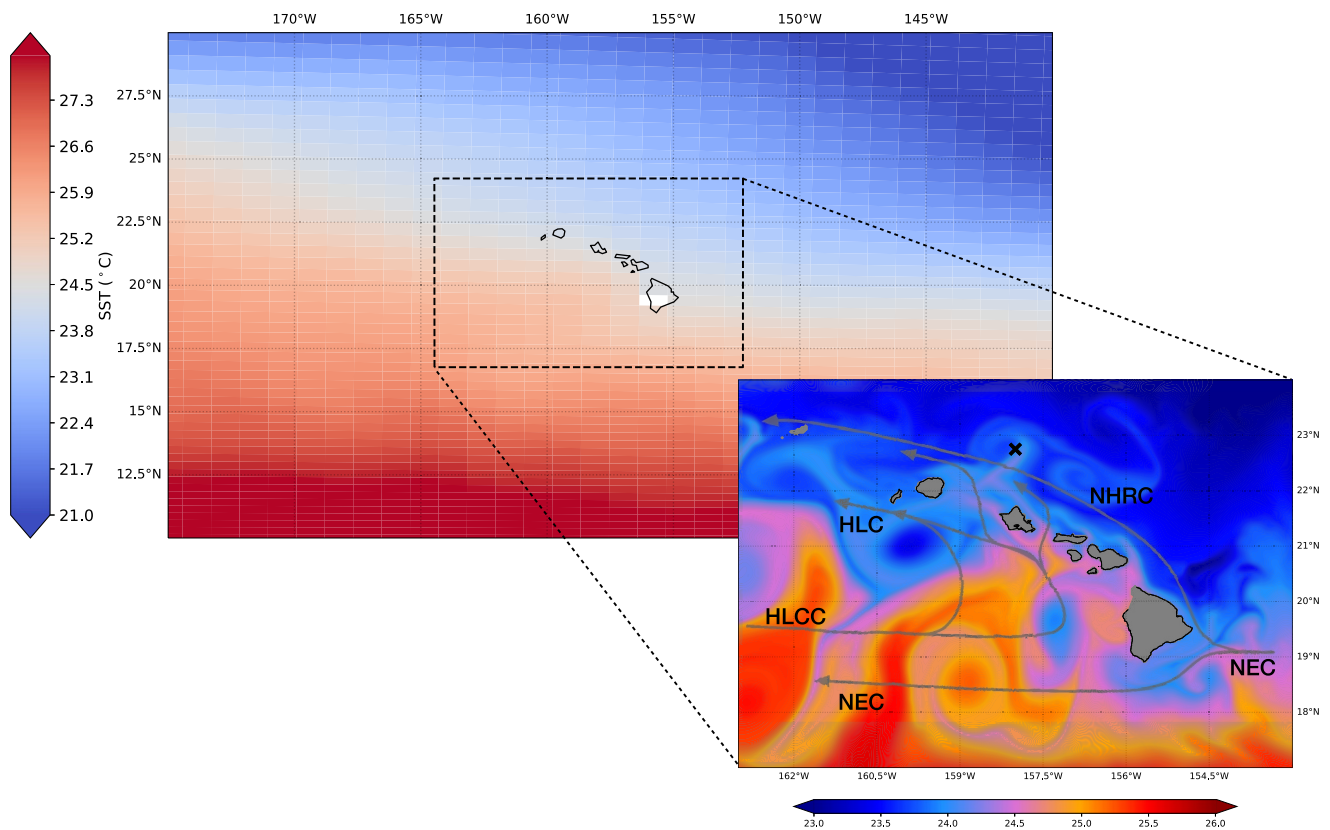 170°W 165°W 160°W 155°W 150°W 145°W
27.3
26.6
25.9
25.2
24.5
23.8
23.1
22.4
21.7
21.0
SST (°C)
27.5°N
25°N
22.5°N
20°N
17.5°N
15°N
12.5°N
NHRC
HLC
HLCC
NEC
NEC
23°N
22°N
21°N
20°N
19°N
18°N
162°W 160.5°W 159°W 157.5°W 156°W 154.5°W
23.0 23.5 24.0 24.5 25.0 25.5 26.0